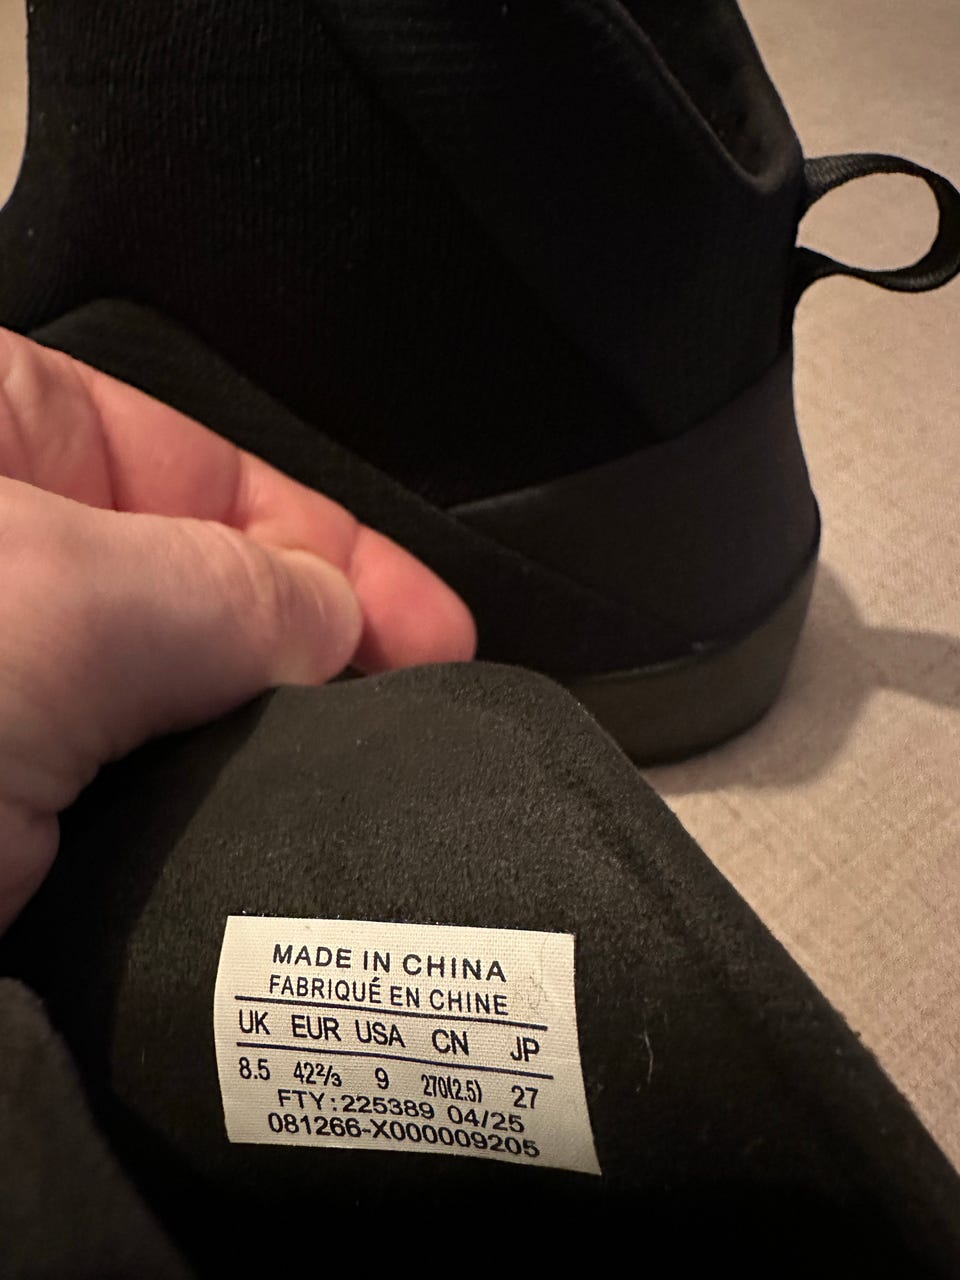 MADE IN CHINA
FABRIQUÉ EN CHINE
UK EUR USA CN JP
8.5 42⅔ 9 270(2.5) 27
FTY:225389 04/25
081266-X000009205